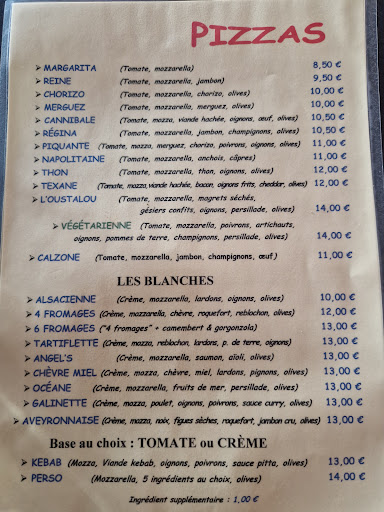 PIZZAS
➤ MARGARITA (Tomate, mozzarella) 8,50 €
➤ REINE (Tomate, mozzarella, jambon) 9,50 €
➤ CHORIZO (Tomate, mozzarella, chorizo, olives) 10,00 €
➤ MERGUEZ (Tomate, mozzarella, merguez, olives) 10,00 €
➤ CANNIBALE (Tomate, mozza, viande hachée, oignons, œuf, olives) 10,50 €
➤ RÉGINA (Tomate, mozzarella, jambon, champignons, olives) 10,50 €
➤ PIQUANTE (Tomate, mozza, merguez, chorizo, poivrons, oignons, olives) 11,00 €
➤ NAPOLITAINE (Tomate, mozzarella, anchois, câpres) 11,00 €
➤ THON (Tomate, mozzarella, thon, oignons, olives) 12,00 €
➤ TEXANE (Tomate, mozza,viande hachée, bacon, oignons frits, cheddar, olives) 12,00 €
➤ L'OUSTALOU (Tomate, mozzarella, magrets séchés,
gésiers confits, oignons, persillade, olives) 14,00 €
➤ VÉGÉTARIENNE (Tomate, mozzarella, poivrons, artichauts,
oignons, pommes de terre, champignons, persillade, olives) 14,00 €
➤ CALZONE (Tomate, mozzarella, jambon, champignons, œuf) 11,00 €
LES BLANCHES
➤ ALSACIENNE (Crème, mozzarella, lardons, oignons, olives) 10,00 €
➤ 4 FROMAGES (Crème, mozzarella, chèvre, roquefort, reblochon, olives) 12,00 €
➤ 6 FROMAGES ("4 fromages" + camembert & gorgonzola) 13,00 €
➤ TARTIFLETTE (Crème, mozza, reblochon, lardons, p. de terre, oignons) 13,00 €
➤ ANGEL'S (Crème, mozzarella, saumon, aïoli, olives) 13,00 €
➤ CHÈVRE MIEL (Crème, mozza, chèvre, miel, lardons, pignons, olives) 13,00 €
➤ OCÉANE (Crème, mozzarella, fruits de mer, persillade, olives) 13,00 €
➤ GALINETTE (Crème, mozza, poulet, oignons, poivrons, sauce curry, olives) 13,00 €
➤ AVEYRONNAISE (Crème, mozza, noix, figues sèches, roquefort, jambon cru, olives) 13,00 €
Base au choix : TOMATE ou CRÈME
➤ KEBAB (Mozza, Viande kebab, oignons, poivrons, sauce pitta, olives) 13,00 €
➤ PERSO (Mozzarella, 5 ingrédients au choix, olives) 14,00 €
Ingrédient supplémentaire : 1,00 €